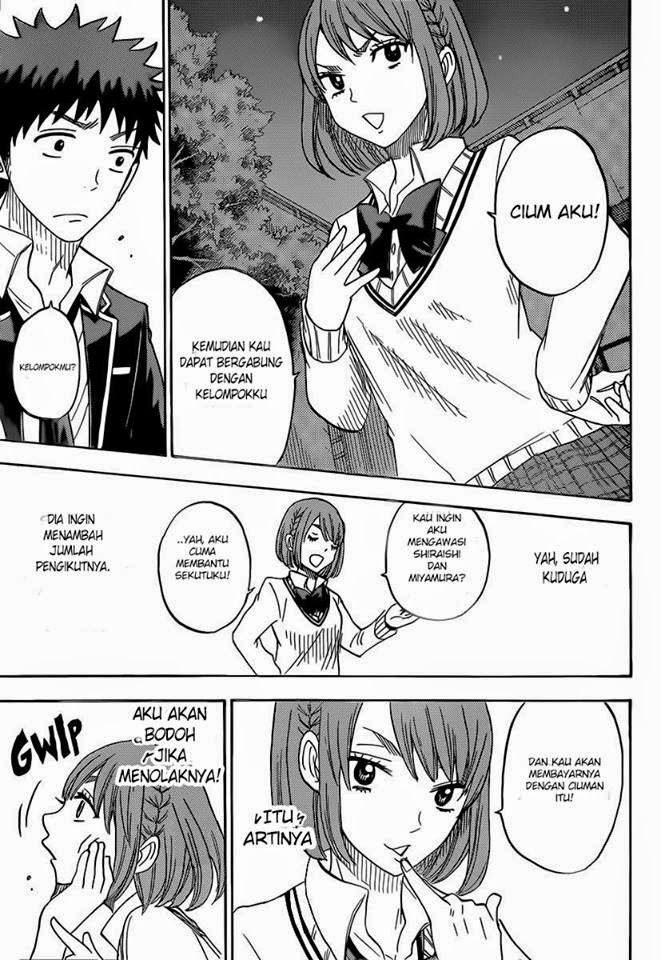 CIUM AKU!
KEMUDIAN KAU
DAPAT BERGABUNG
DENGAN
KELOMPOKKU
KELOMPOKMU?
YAH, SUDAH
KUDUGA
KAU INGIN
AKU
MENGAWASI
SHIRAISHI
DAN
MIYAMURA?
..YAH, AKU
CUMA
MEMBANTU
SEKUTUKU!
DIA INGIN
MENAMBAH
JUMLAH
PENGIKUTNYA.
DAN KAU AKAN
MEMBAYARNYA
DENGAN CIUMAN
ITU!
ITU
ARTINYA
AKU AKAN
BODOH
JIKA
MENOLAKNYA!
GWIP